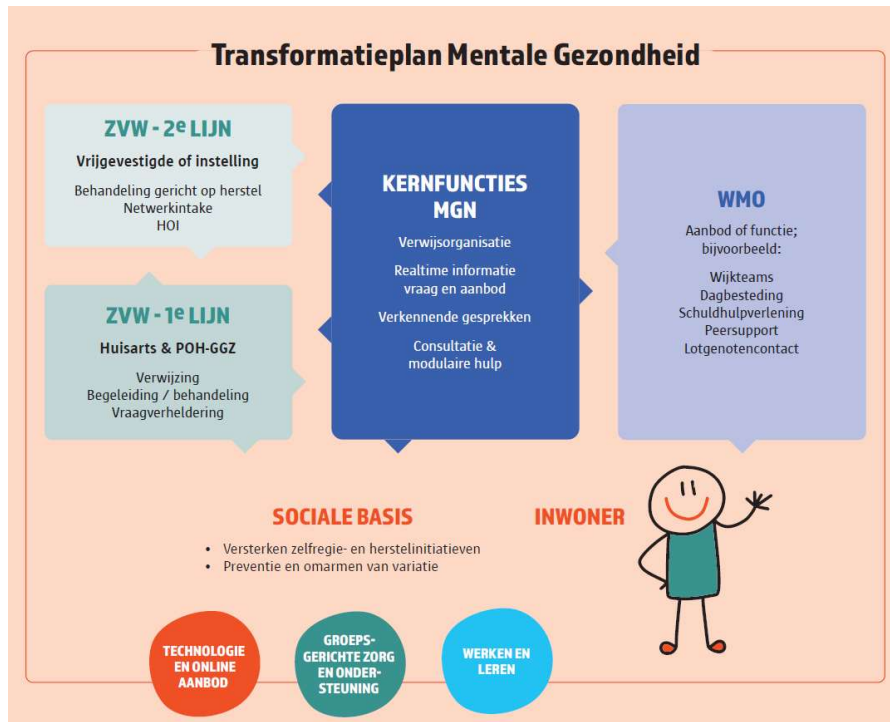 Transformatieplan Mentale Gezondheid
ZVW - 2e LIJN
Vrijgevestigde of instelling
Behandeling gericht op herstel
Netwerkintake
HOI
ZVW - 1e LIJN
Huisarts & POH-GGZ
Verwijzing
Begeleiding / behandeling
Vraagverheldering
KERNFUNCTIES
MGN
Verwijsorganisatie
Realtime informatie
vraag en aanbod
Verkennende gesprekken
Consultatie &
modulaire hulp
WMO
Aanbod of functie;
bijvoorbeeld:
Wijkteams
Dagbesteding
Schuldhulpverlening
Peersupport
Lotgenotencontact
SOCIALE BASIS
• Versterken zelfregie- en herstelinitiatieven
• Preventie en omarmen van variatie
INWONER
TECHNOLOGIE
EN ONLINE
AANBOD
GROEPS-
GERICHTE ZORG
EN ONDER-
STEUNING
WERKEN EN
LEREN